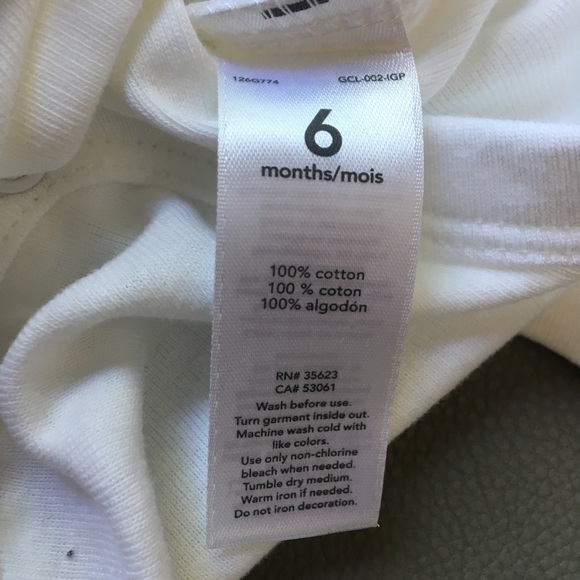 126G774 GCL-002-IGP
6
months/mois
100% cotton
100 % coton
100% algodón
RN# 35623
CA# 53061
Wash before use.
Turn garment inside out.
Machine wash cold with
like colors.
Use only non-chlorine
bleach when needed.
Tumble dry medium.
Warm iron if needed.
Do not iron decoration.